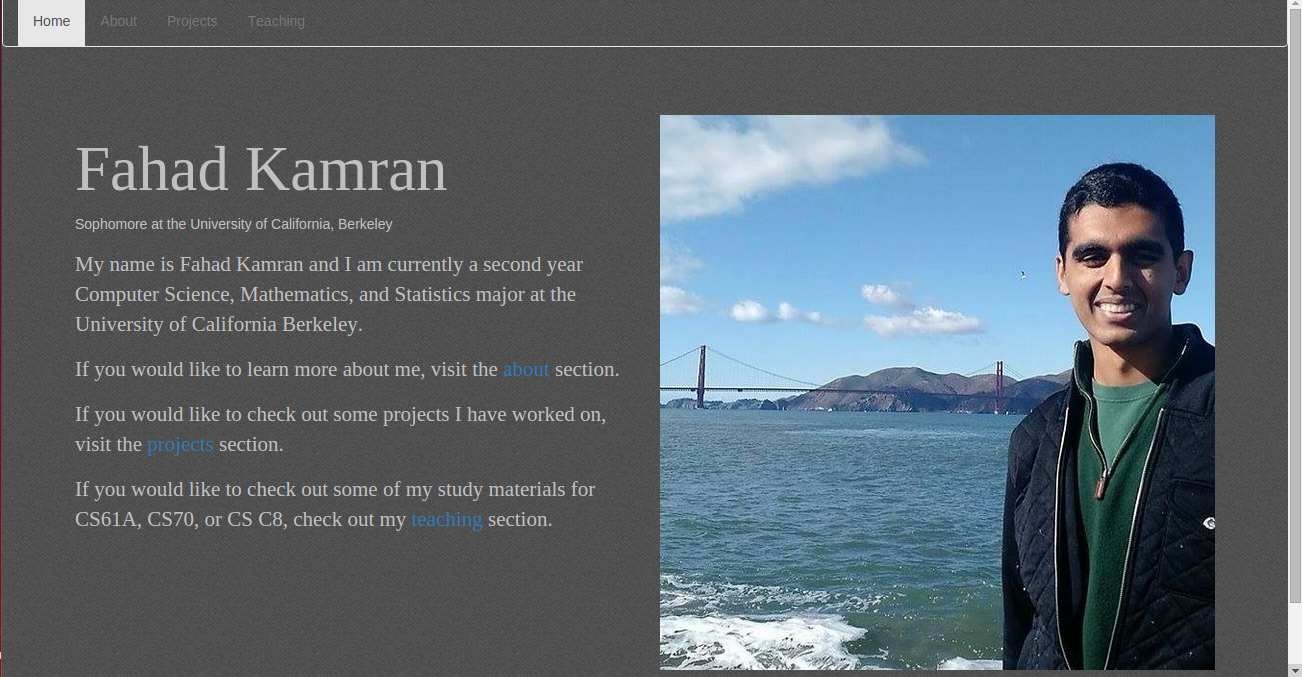 Home About Projects Teaching
Fahad Kamran
Sophomore at the University of California, Berkeley
My name is Fahad Kamran and I am currently a second year
Computer Science, Mathematics, and Statistics major at the
University of California Berkeley.
If you would like to learn more about me, visit the about section.
If you would like to check out some projects I have worked on,
visit the projects section.
If you would like to check out some of my study materials for
CS61A, CS70, or CS C8, check out my teaching section.